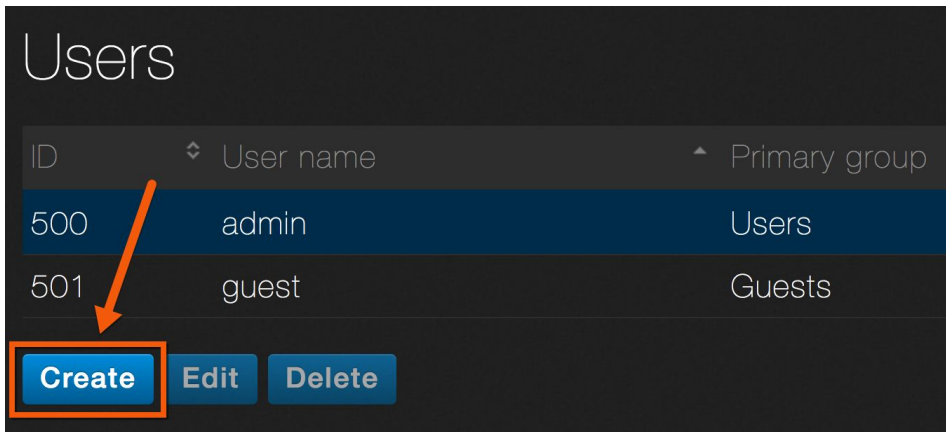 Users
ID User name Primary group
500 admin Users
501 guest Guests
Create Edit Delete